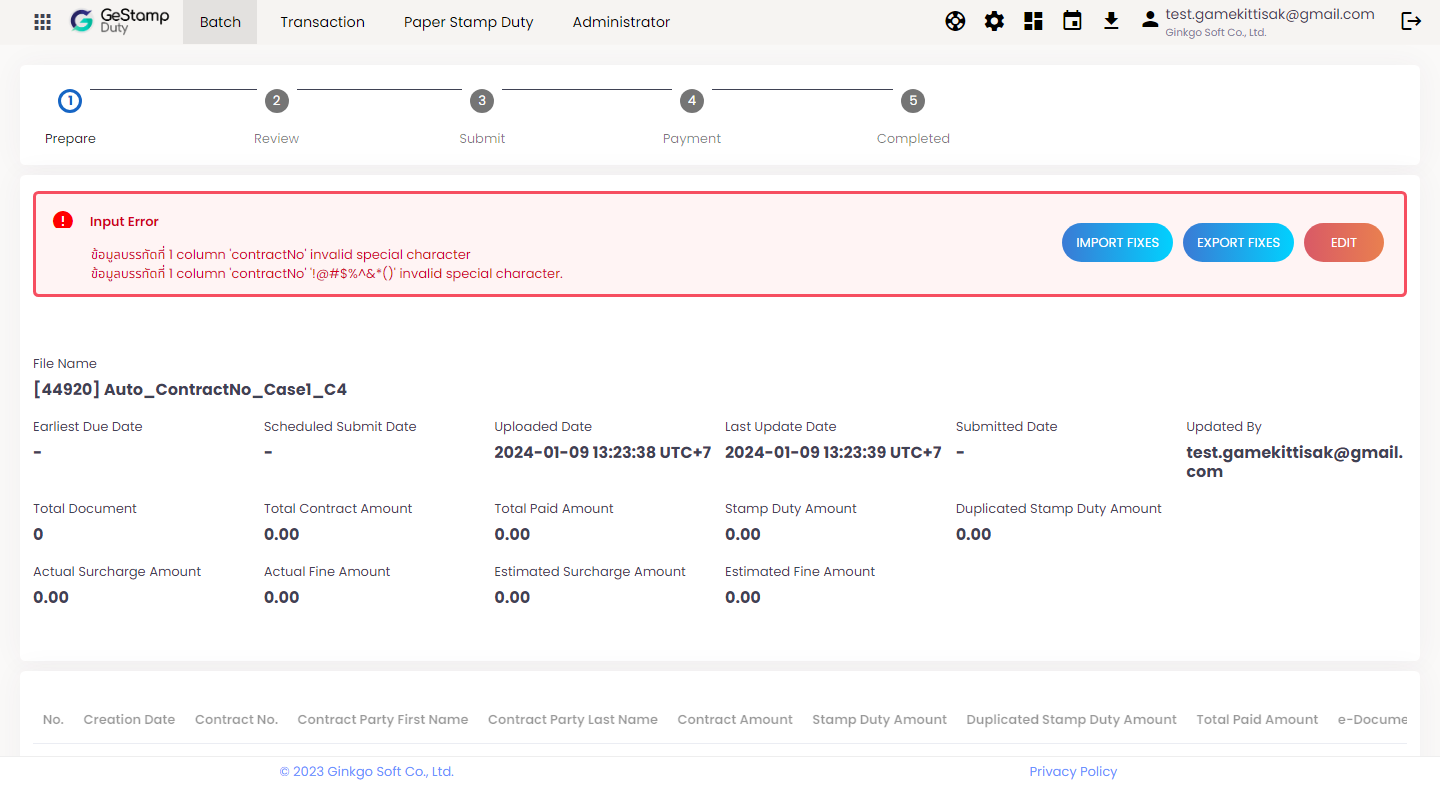 GeStamp
Duty
Batch
Transaction
Paper Stamp Duty
Administrator
test.gamekittisak@gmail.com
Ginkgo Soft Co., Ltd.
1
2
3
4
5
Prepare
Review
Submit
Payment
Completed
Input Error
ข้อมูลบรรทัดที่ 1 column 'contractNo' invalid special character
ข้อมูลบรรทัดที่ 1 column 'contractNo' '!@#$%^&*()' invalid special character.
IMPORT FIXES
EXPORT FIXES
EDIT
File Name
[44920] Auto_ContractNo_Case1_C4
Earliest Due Date
-
Scheduled Submit Date
-
Uploaded Date
2024-01-09 13:23:38 UTC+7
Last Update Date
2024-01-09 13:23:39 UTC+7
Submitted Date
-
Updated By
test.gamekittisak@gmail.
com
Total Document
0
Total Contract Amount
0.00
Total Paid Amount
0.00
Stamp Duty Amount
0.00
Duplicated Stamp Duty Amount
0.00
Actual Surcharge Amount
0.00
Actual Fine Amount
0.00
Estimated Surcharge Amount
0.00
Estimated Fine Amount
0.00
No.
Creation Date
Contract No.
Contract Party First Name
Contract Party Last Name
Contract Amount
Stamp Duty Amount
Duplicated Stamp Duty Amount
Total Paid Amount
e-Docume
© 2023 Ginkgo Soft Co., Ltd.
Privacy Policy